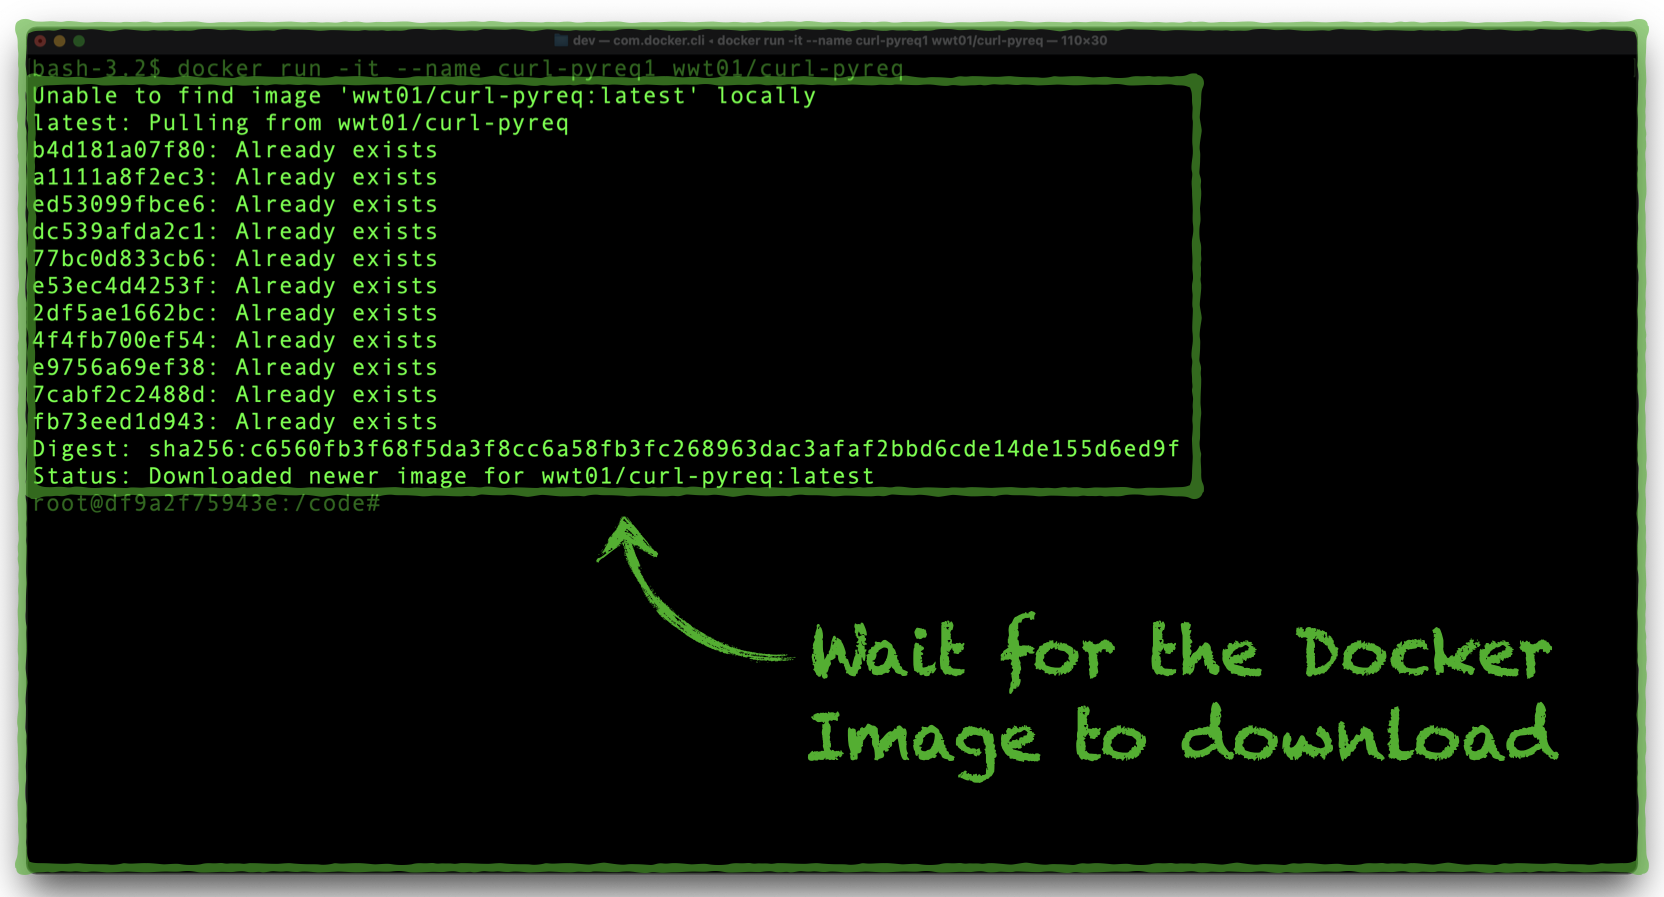 dev — com.docker.cli • docker run -it --name curl-pyreq1 wwt01/curl-pyreq — 110×30
bash-3.2$ docker run -it --name curl-pyreq1 wwt01/curl-pyreq
Unable to find image 'wwt01/curl-pyreq:latest' locally
latest: Pulling from wwt01/curl-pyreq
b4d181a07f80: Already exists
a1111a8f2ec3: Already exists
ed53099fbce6: Already exists
dc539afda2c1: Already exists
77bc0d833cb6: Already exists
e53ec4d4253f: Already exists
2df5ae1662bc: Already exists
4f4fb700ef54: Already exists
e9756a69ef38: Already exists
7cabf2c2488d: Already exists
fb73eed1d943: Already exists
Digest: sha256:c6560fb3f68f5da3f8cc6a58fb3fc268963dac3afaf2bbd6cde14de155d6ed9f
Status: Downloaded newer image for wwt01/curl-pyreq:latest
root@df9a2f75943e:/code#
Wait for the Docker
Image to download